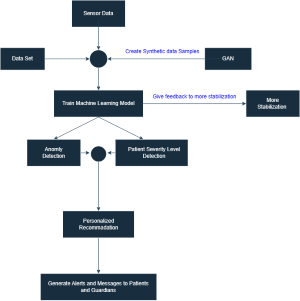 Sensor Data
Create Synthetic data Samples
Data Set
GAN
Give feedback to more stabilization
Train Machine Learning Model
More
Stabilization
Anomly
Detection
Patient Severity Level
Detection
Personalized
Recommadation
Generate Alerts and Messages to Patients
and Guardians